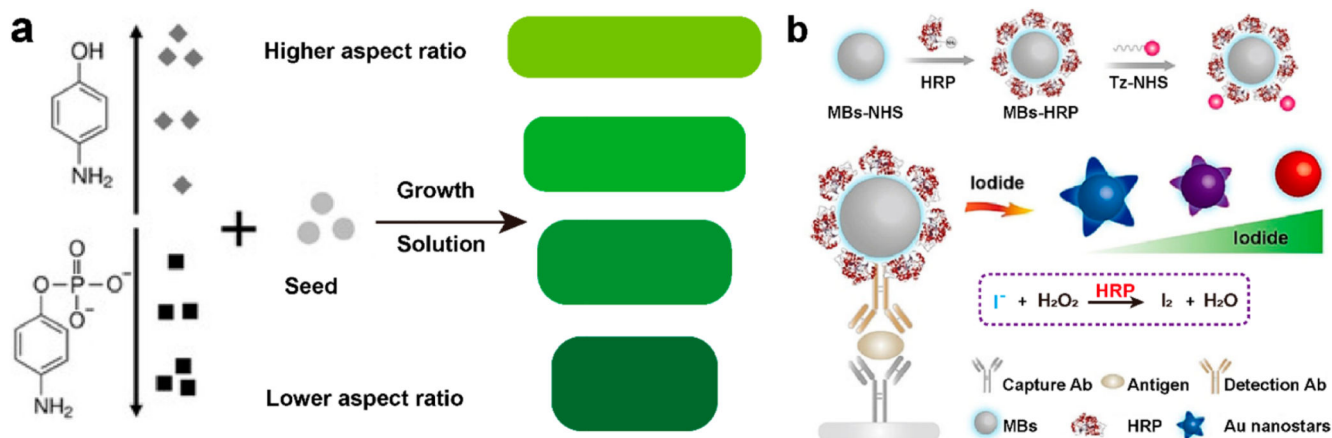 a
OH
NH₂
O
O
P
O⁻
O⁻
NH₂
Higher aspect ratio
+
Seed
Growth
Solution
Lower aspect ratio
b
MBs-NHS
HRP
MBs-HRP
Tz-NHS
Iodide
Iodide
I⁻ + H₂O₂ HRP I₂ + H₂O
Capture Ab
Antigen
Detection Ab
MBs
HRP
Au nanostars